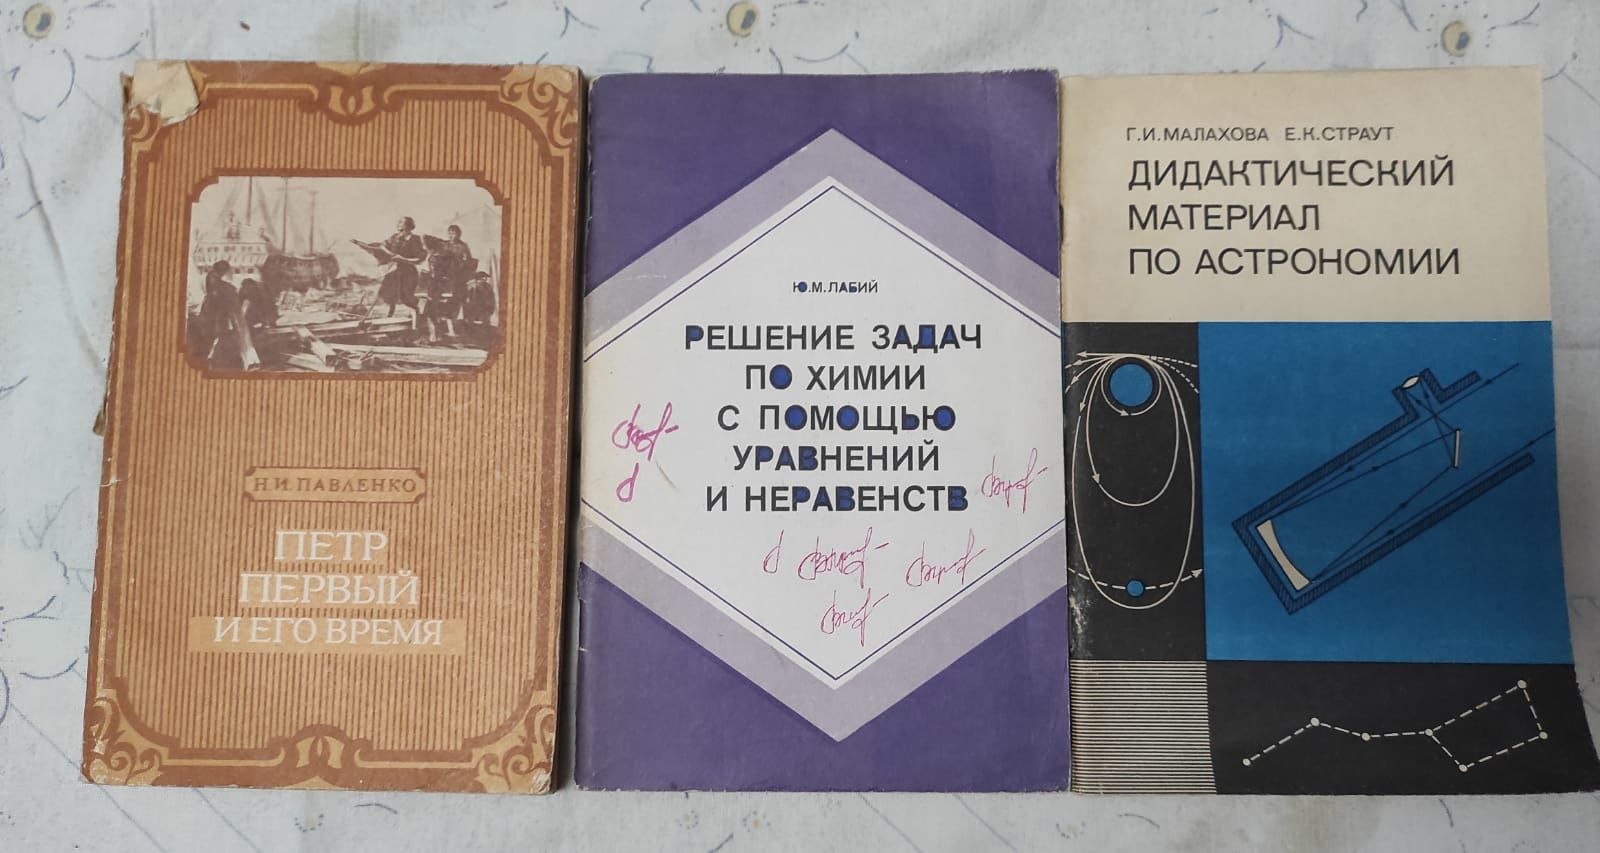 Н.И.ПАВЛЕНКО
ПЕТР
ПЕРВЫЙ
И ЕГО ВРЕМЯ
Ю.М.ЛАБИЙ
РЕШЕНИЕ ЗАДАЧ
ПО ХИМИИ
С ПОМОЩЬЮ
УРАВНЕНИЙ
И НЕРАВЕНСТВ
Г.И.МАЛАХОВА Е.К.СТРАУТ
ДИДАКТИЧЕСКИЙ
МАТЕРИАЛ
ПО АСТРОНОМИИ